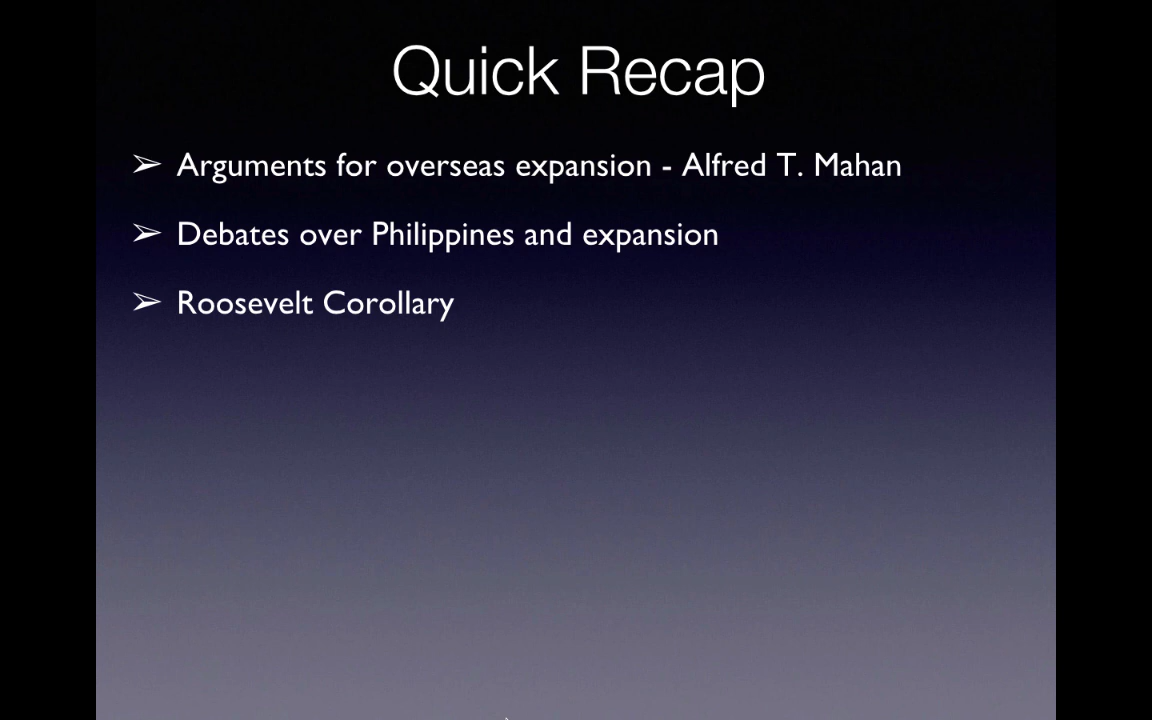 Quick Recap
➢ Arguments for overseas expansion - Alfred T. Mahan
➢ Debates over Philippines and expansion
➢ Roosevelt Corollary